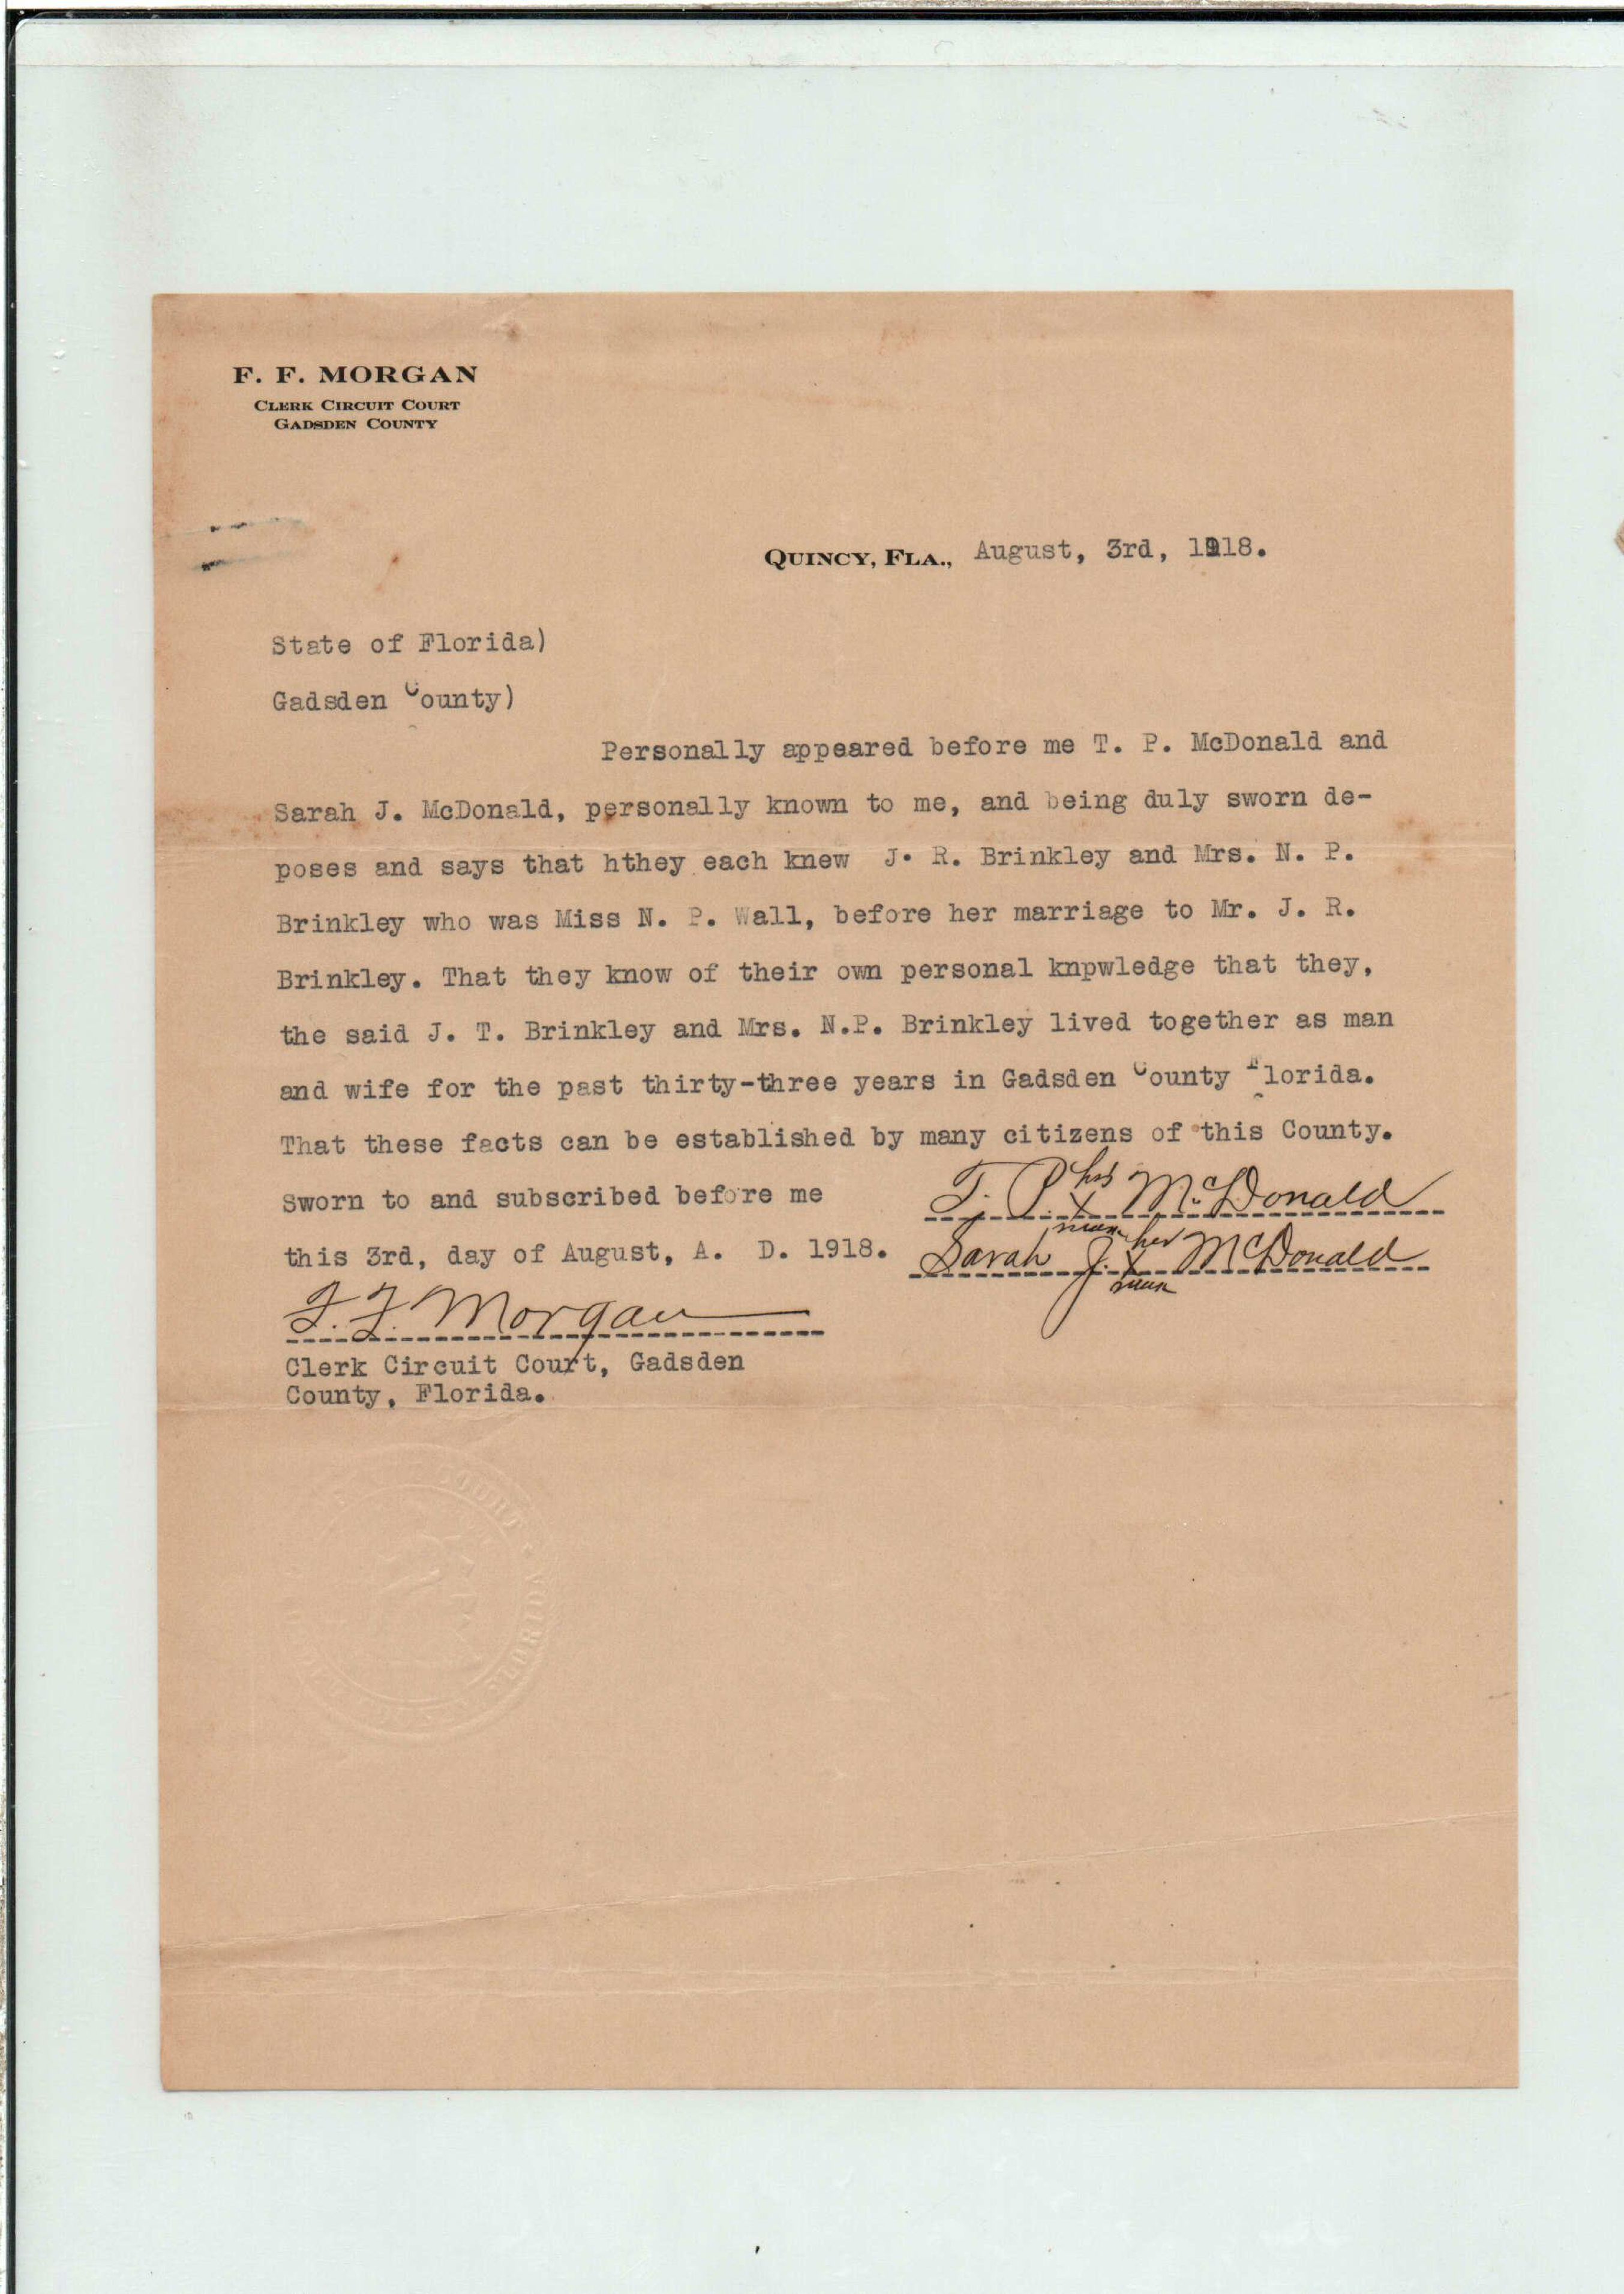 F. F. MORGAN
CLERK CIRCUIT COURT
GADSDEN COUNTY
QUINCY, FLA., August, 3rd, 1918.
State of Florida)
Gadsden County)
Personally appeared before me T. P. McDonald and
Sarah J. McDonald, personally known to me, and being duly sworn de-
poses and says that hthey each knew J. R. Brinkley and Mrs. N. P.
Brinkley who was Miss N. P. Wall, before her marriage to Mr. J. R.
Brinkley. That they know of their own personal knpwledge that they,
the said J. T. Brinkley and Mrs. N.P. Brinkley lived together as man
and wife for the past thirty-three years in Gadsden County Florida.
That these facts can be established by many citizens of this County.
his
Sworn to and subscribed before me T. P. X McDonald
mark her
this 3rd, day of August, A. D. 1918. Sarah J. X McDonald
mark
F. F. Morgan
Clerk Circuit Court, Gadsden
County, Florida.
COURT
FLORIDA